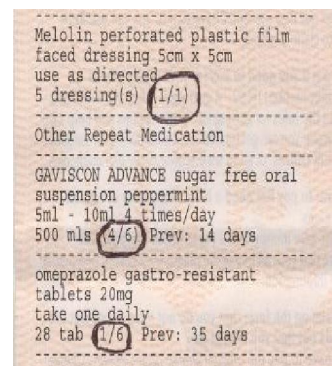 Melolin perforated plastic film
faced dressing 5cm x 5cm
use as directed
5 dressing(s) (1/1)
Other Repeat Medication
GAVISCON ADVANCE sugar free oral
suspension peppermint
5ml - 10ml 4 times/day
500 mls (4/6) Prev: 14 days
omeprazole gastro-resistant
tablets 20mg
take one daily
28 tab (1/6) Prev: 35 days